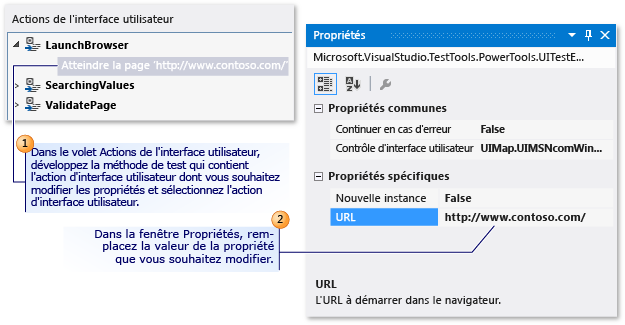 Actions de l'interface utilisateur
LaunchBrowser
Atteindre la page 'http://www.contoso.com/'
SearchingValues
ValidatePage
1
Dans le volet Actions de l'interface utilisateur,
développez la méthode de test qui contient
l'action d'interface utilisateur dont vous souhaitez
modifier les propriétés et sélectionnez l'action
d'interface utilisateur.
2
Dans la fenêtre Propriétés, rem-
placez la valeur de la propriété
que vous souhaitez modifier.
Propriétés
Microsoft.VisualStudio.TestTools.PowerTools.UITestE...
Propriétés communes
Continuer en cas d'erreur False
Contrôle d'interface utilisateur UIMap.UIMSNcomWin...
Propriétés spécifiques
Nouvelle instance False
URL http://www.contoso.com/
URL
L'URL à démarrer dans le navigateur.